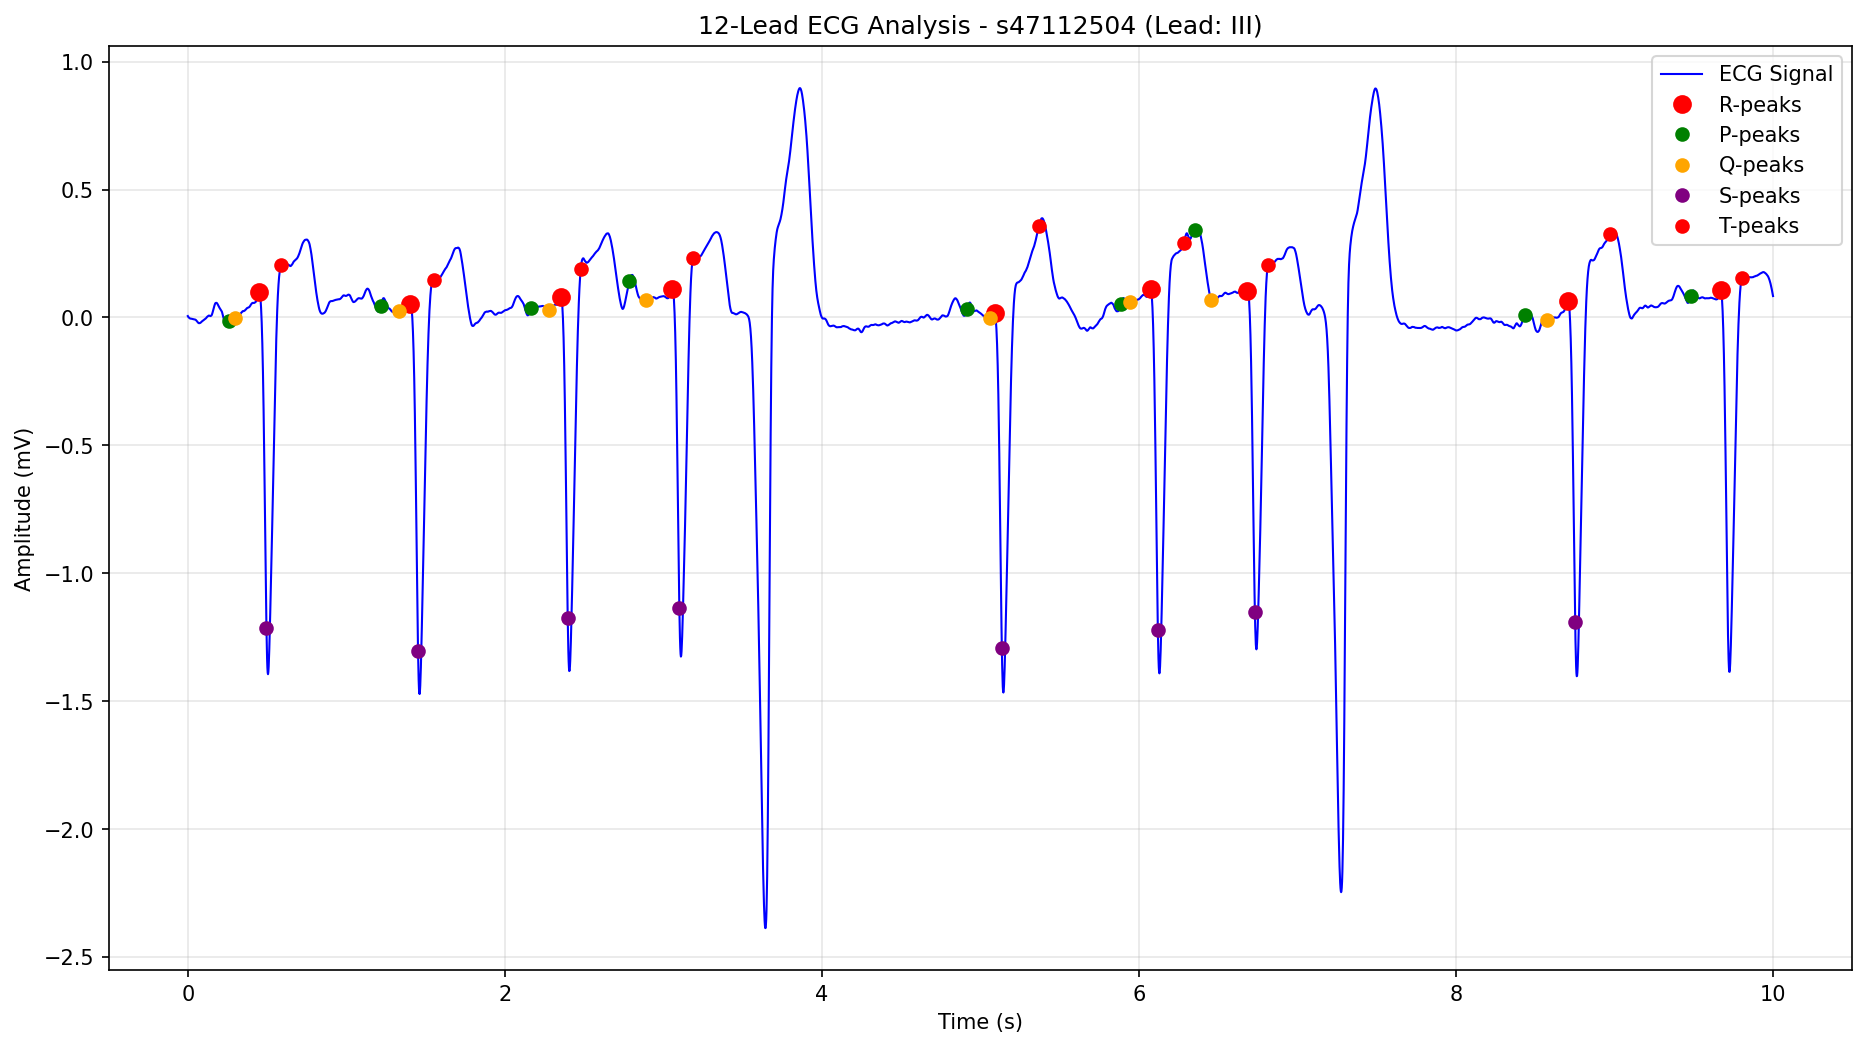 12-Lead ECG Analysis - s47112504 (Lead: III)
ECG Signal
R-peaks
P-peaks
Q-peaks
S-peaks
T-peaks
1.0
0.5
0.0
−0.5
−1.0
−1.5
−2.0
−2.5
Amplitude (mV)
0 2 4 6 8 10
Time (s)